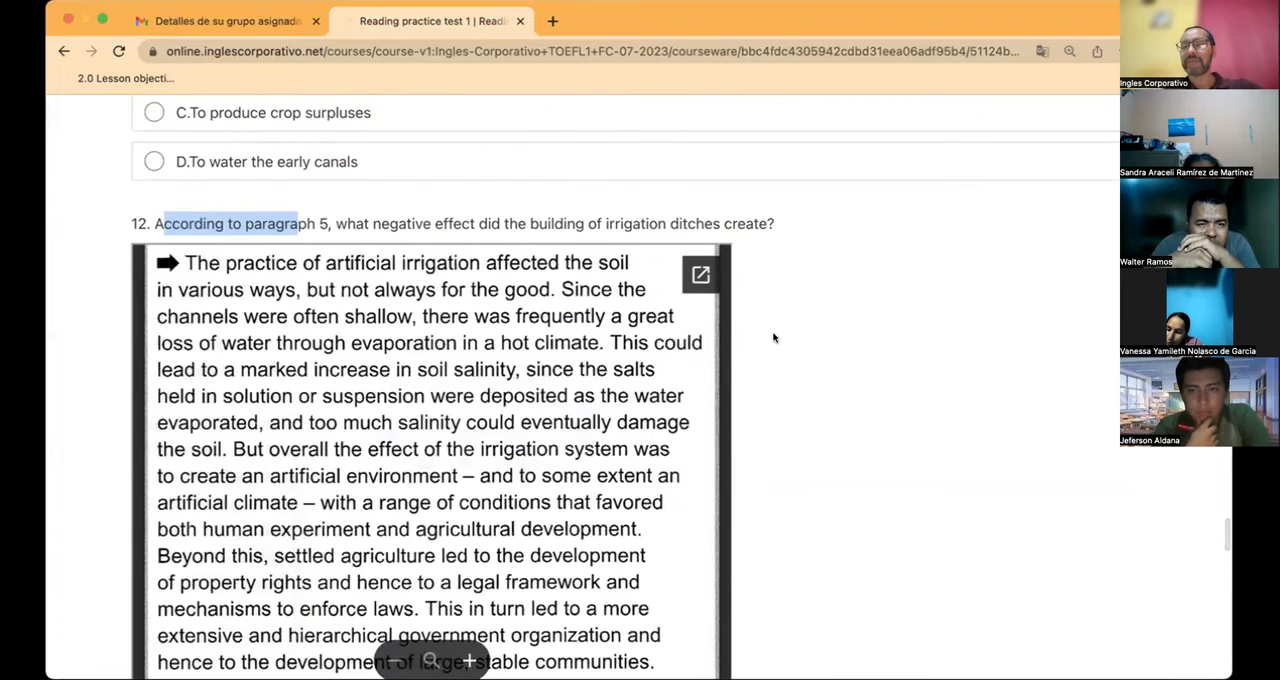 Detalles de su grupo asignado
Reading practice test 1 | Readi
online.inglescorporativo.net/courses/course-v1:Ingles-Corporativo+TOEFL1+FC-07-2023/courseware/bbc4fdc4305942cdbd31eea06adf95b4/51124b...
2.0 Lesson objecti...
C.To produce crop surpluses
D.To water the early canals
12. According to paragraph 5, what negative effect did the building of irrigation ditches create?
The practice of artificial irrigation affected the soil
in various ways, but not always for the good. Since the
channels were often shallow, there was frequently a great
loss of water through evaporation in a hot climate. This could
lead to a marked increase in soil salinity, since the salts
held in solution or suspension were deposited as the water
evaporated, and too much salinity could eventually damage
the soil. But overall the effect of the irrigation system was
to create an artificial environment – and to some extent an
artificial climate – with a range of conditions that favored
both human experiment and agricultural development.
Beyond this, settled agriculture led to the development
of property rights and hence to a legal framework and
mechanisms to enforce laws. This in turn led to a more
extensive and hierarchical government organization and
hence to the development of large, stable communities.
Ingles Corporativo
Sandra Araceli Ramírez de Martinez
Walter Ramos
Vanessa Yamileth Nolasco de Garcia
Jeferson Aldana